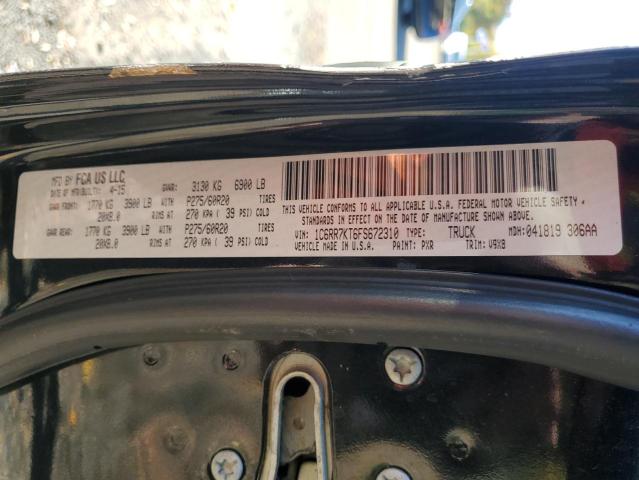 MFD BY FCA US LLC
DATE OF MFR/BUILT: 4-15 GVWR: 3130 KG 6900 LB
GAWR FRONT: 1770 KG 3900 LB WITH P275/60R20 TIRES
20X8.0 RIMS AT 270 KPA ( 39 PSI) COLD
GAWR REAR: 1770 KG 3900 LB WITH P275/60R20 TIRES
20X8.0 RIMS AT 270 KPA ( 39 PSI) COLD
THIS VEHICLE CONFORMS TO ALL APPLICABLE U.S.A. FEDERAL MOTOR VEHICLE SAFETY
STANDARDS IN EFFECT ON THE DATE OF MANUFACTURE SHOWN ABOVE.
VIN: 1C6RR7KT6FS672310 TYPE: TRUCK MDH: 041819 306AA
VEHICLE MADE IN U.S.A. PAINT: PXR TRIM: V9X8